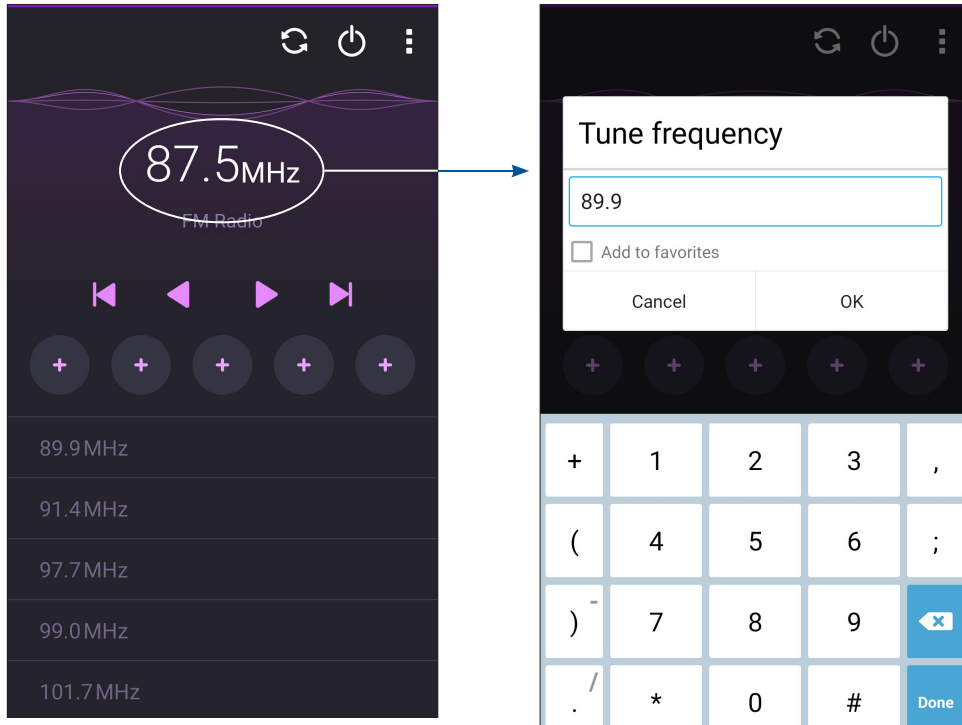 87.5MHz
FM Radio
+ + + + +
89.9MHz
91.4MHz
97.7MHz
99.0MHz
101.7MHz
Tune frequency
89.9
Add to favorites
Cancel OK
+ + + + +
+ 1 2 3 ,
( 4 5 6 ;
) - 7 8 9
. / * 0 # Done